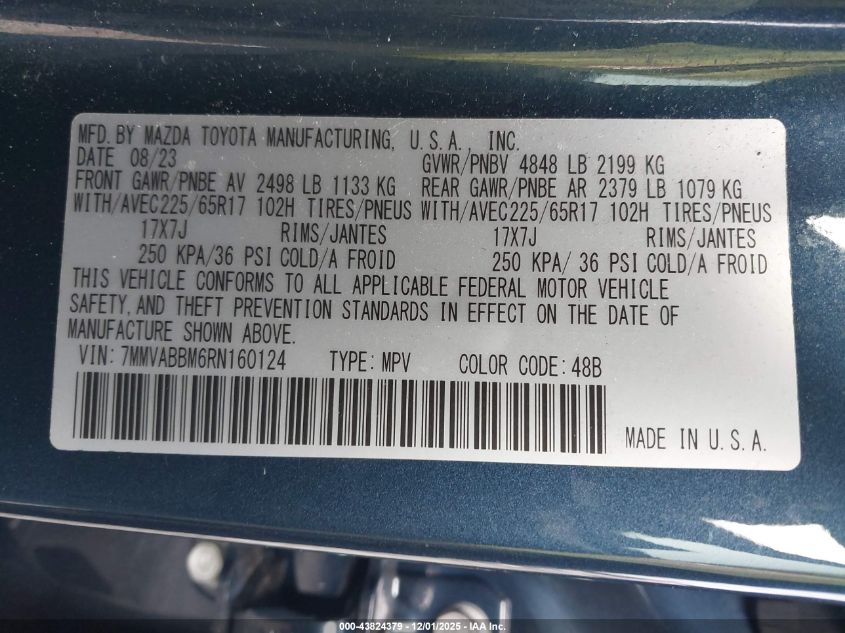 MFD. BY MAZDA TOYOTA MANUFACTURING, U.S.A., INC.
DATE 08/23
GVWR/PNBV 4848 LB 2199 KG
FRONT GAWR/PNBE AV 2498 LB 1133 KG REAR GAWR/PNBE AR 2379 LB 1079 KG
WITH/AVEC225/65R17 102H TIRES/PNEUS WITH/AVEC225/65R17 102H TIRES/PNEUS
17X7J RIMS/JANTES 17X7J RIMS/JANTES
250 KPA/36 PSI COLD/A FROID 250 KPA/ 36 PSI COLD/A FROID
THIS VEHICLE CONFORMS TO ALL APPLICABLE FEDERAL MOTOR VEHICLE
SAFETY, AND THEFT PREVENTION STANDARDS IN EFFECT ON THE DATE OF
MANUFACTURE SHOWN ABOVE.
VIN: 7MMVABBM6RN160124 TYPE: MPV COLOR CODE: 48B
MADE IN U.S.A.
000-43824379 - 12/01/2025 - IAA Inc.